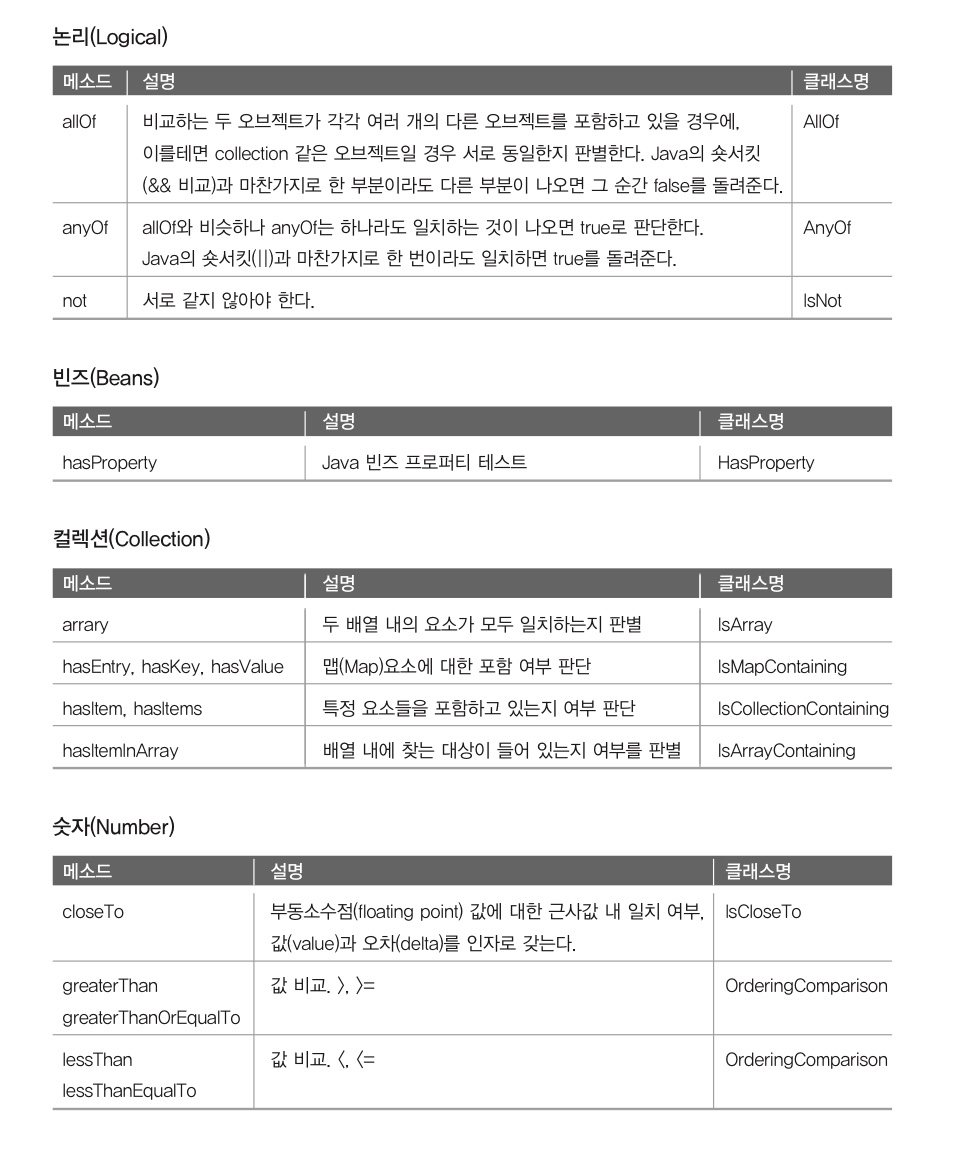 논리(Logical)
메소드 설명 클래스명
allOf 비교하는 두 오브젝트가 각각 여러 개의 다른 오브젝트를 포함하고 있을 경우에, AllOf
이를테면 collection 같은 오브젝트일 경우 서로 동일한지 판별한다. Java의 숏서킷
(&& 비교)과 마찬가지로 한 부분이라도 다른 부분이 나오면 그 순간 false를 돌려준다.
anyOf allOf와 비슷하나 anyOf는 하나라도 일치하는 것이 나오면 true로 판단한다. AnyOf
Java의 숏서킷(||)과 마찬가지로 한 번이라도 일치하면 true를 돌려준다.
not 서로 같지 않아야 한다. IsNot
빈즈(Beans)
메소드 설명 클래스명
hasProperty Java 빈즈 프로퍼티 테스트 HasProperty
컬렉션(Collection)
메소드 설명 클래스명
arrary 두 배열 내의 요소가 모두 일치하는지 판별 IsArray
hasEntry, hasKey, hasValue 맵(Map)요소에 대한 포함 여부 판단 IsMapContaining
hasItem, hasItems 특정 요소들을 포함하고 있는지 여부 판단 IsCollectionContaining
hasItemInArray 배열 내에 찾는 대상이 들어 있는지 여부를 판별 IsArrayContaining
숫자(Number)
메소드 설명 클래스명
closeTo 부동소수점(floating point) 값에 대한 근사값 내 일치 여부, IsCloseTo
값(value)과 오차(delta)를 인자로 갖는다.
greaterThan 값 비교. >, >= OrderingComparison
greaterThanOrEqualTo
lessThan 값 비교. <, <= OrderingComparison
lessThanEqualTo